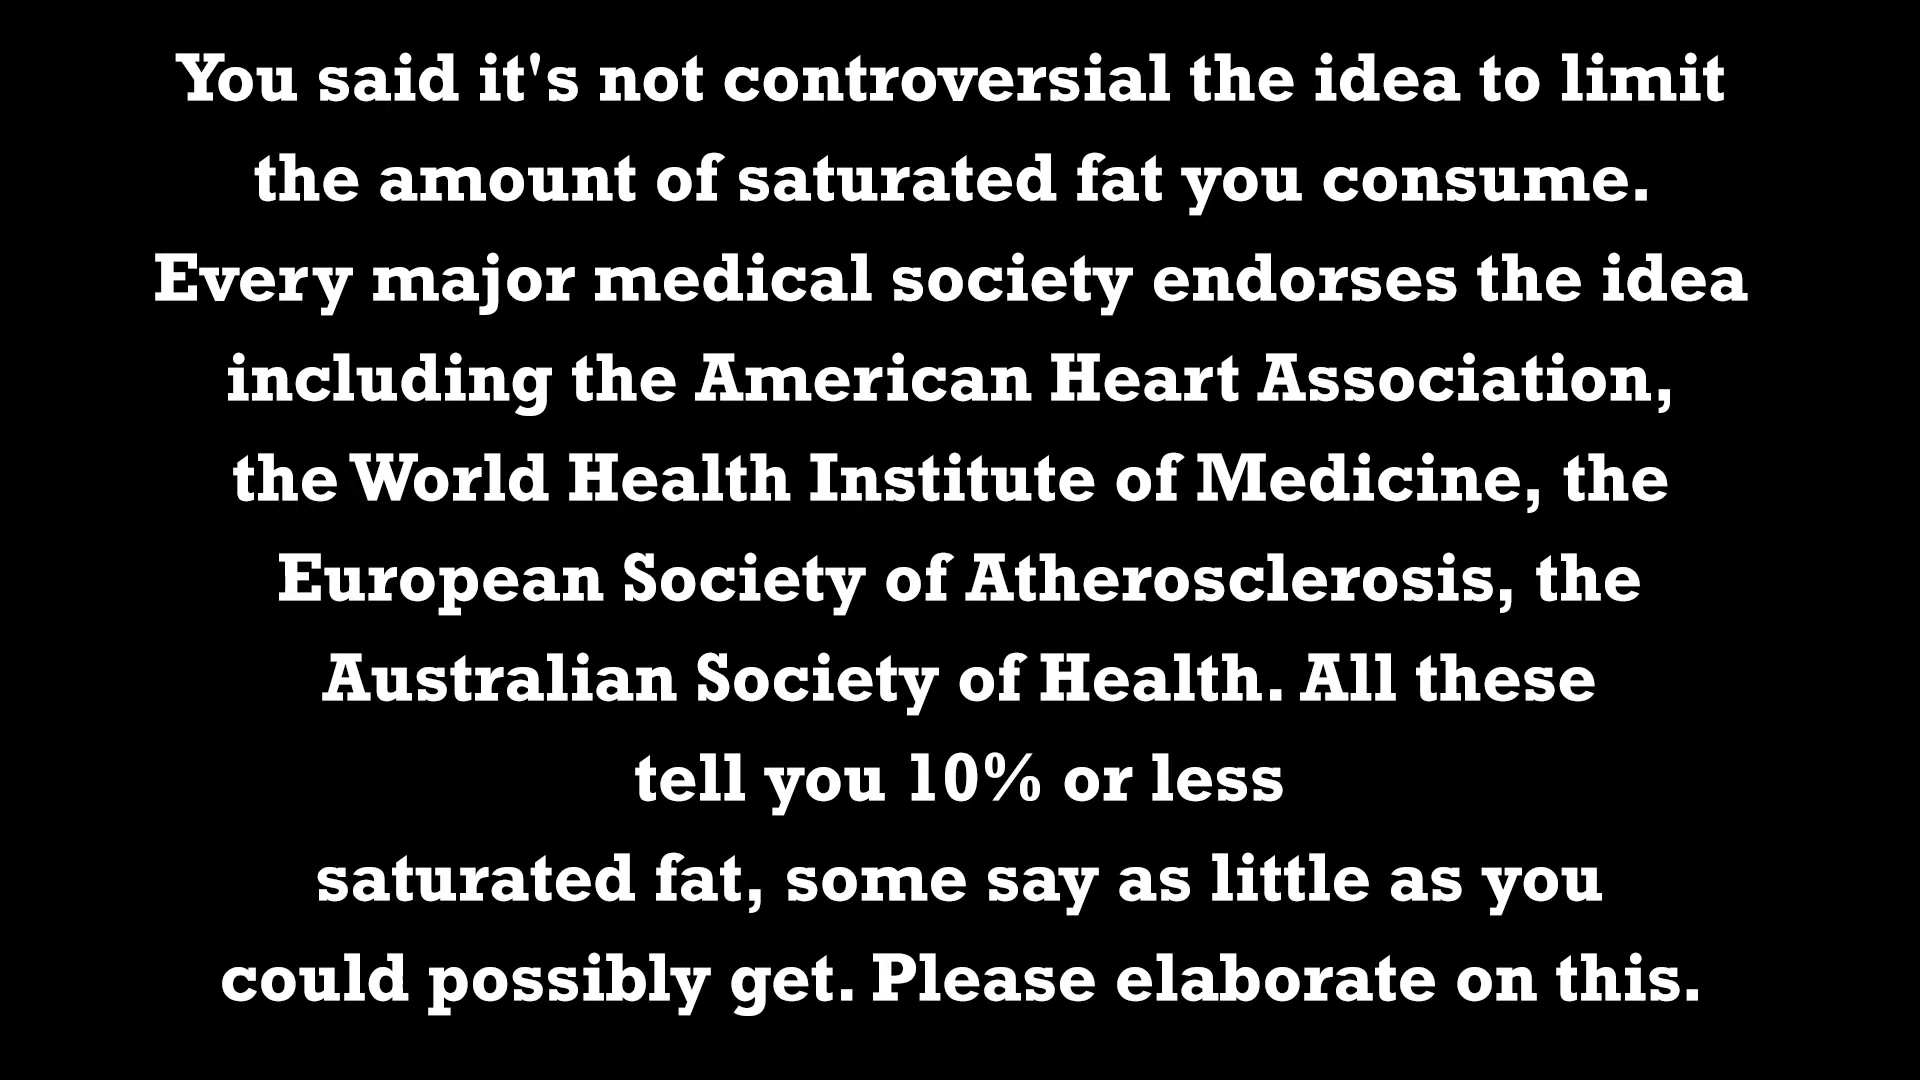 You said it's not controversial the idea to limit
the amount of saturated fat you consume.
Every major medical society endorses the idea
including the American Heart Association,
the World Health Institute of Medicine, the
European Society of Atherosclerosis, the
Australian Society of Health. All these
tell you 10% or less
saturated fat, some say as little as you
could possibly get. Please elaborate on this.